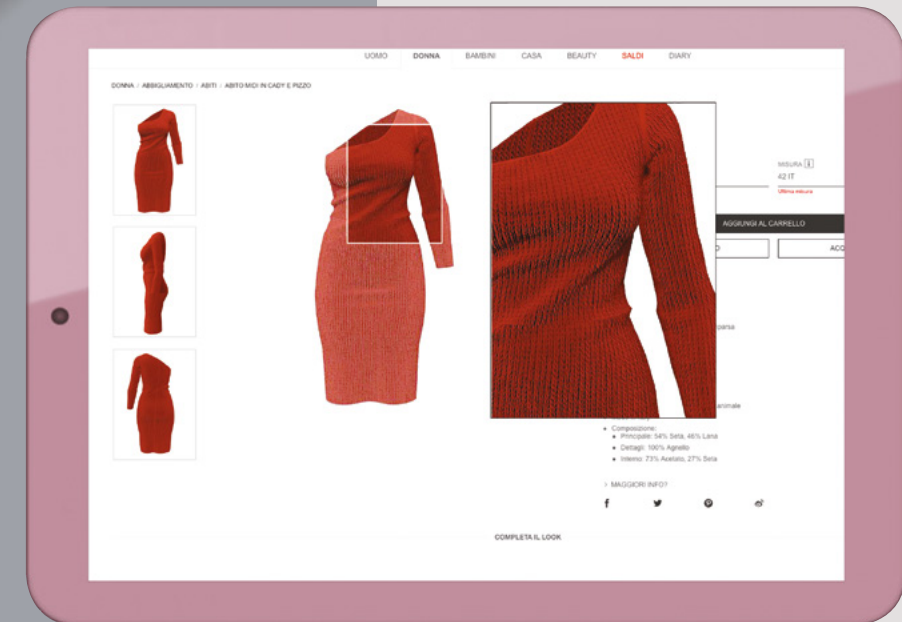 UOMO DONNA BAMBINI CASA BEAUTY SALDI DIARY
DONNA / ABBIGLIAMENTO / ABITI / ABITO MIDI IN CADY E PIZZO
MISURA i
42 IT
Ultima misura
AGGIUNGI AL CARRELLO
O
ACQ
parsa
animale
Composizione:
Principale: 54% Seta, 46% Lana
Dettagli: 100% Agnello
Interno: 73% Acetato, 27% Seta
› MAGGIORI INFO?
COMPLETA IL LOOK